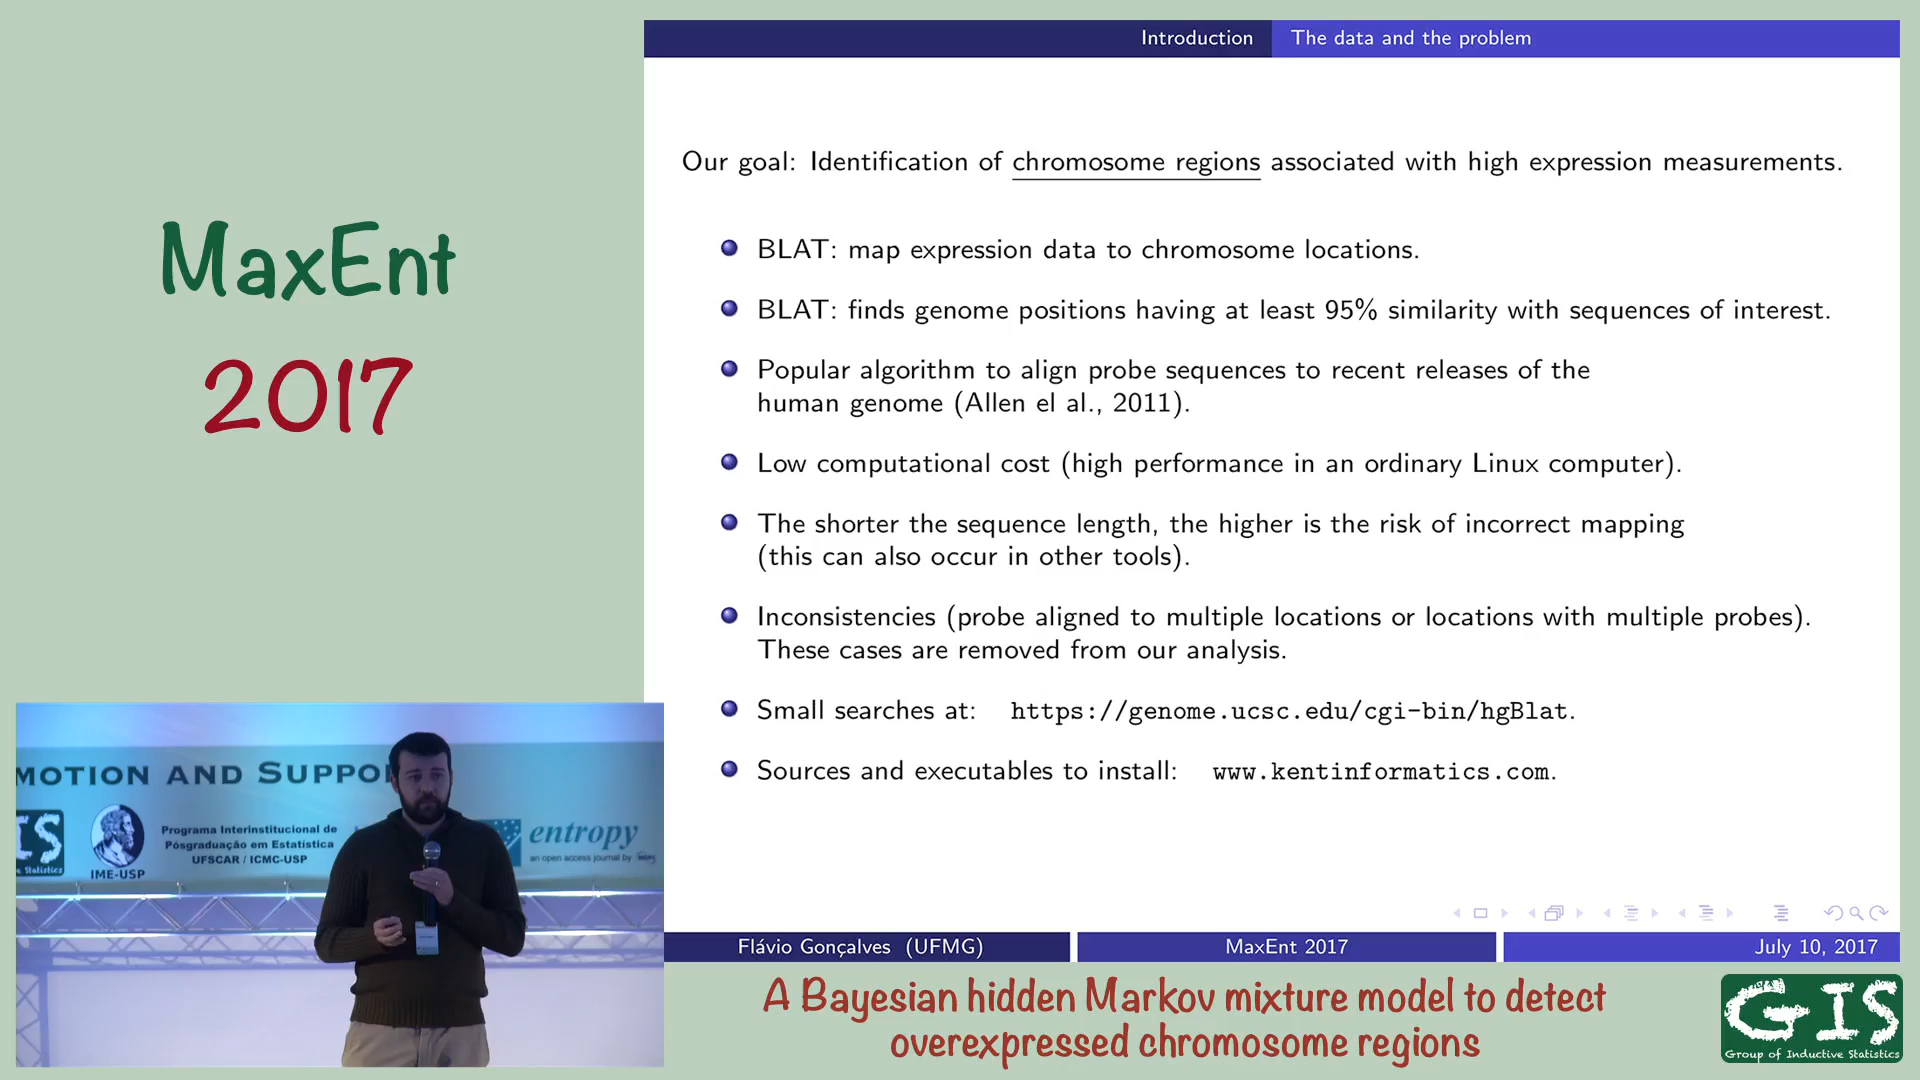 Introduction
The data and the problem
MaxEnt
2017
Our goal: Identification of chromosome regions associated with high expression measurements.
BLAT: map expression data to chromosome locations.
BLAT: finds genome positions having at least 95% similarity with sequences of interest.
Popular algorithm to align probe sequences to recent releases of the
human genome (Allen el al., 2011).
Low computational cost (high performance in an ordinary Linux computer).
The shorter the sequence length, the higher is the risk of incorrect mapping
(this can also occur in other tools).
Inconsistencies (probe aligned to multiple locations or locations with multiple probes).
These cases are removed from our analysis.
Small searches at: https://genome.ucsc.edu/cgi-bin/hgBlat.
Sources and executables to install: www.kentinformatics.com.
MOTION AND SUPPO
IS
Statistics
IME-USP
Programa Interinstitucional de
Pósgraduação em Estatística
UFSCAR / ICMC-USP
entropy
an open access journal by
Flávio Gonçalves (UFMG)
MaxEnt 2017
July 10, 2017
A Bayesian hidden Markov mixture model to detect
overexpressed chromosome regions
GIS
Group of Inductive Statistics